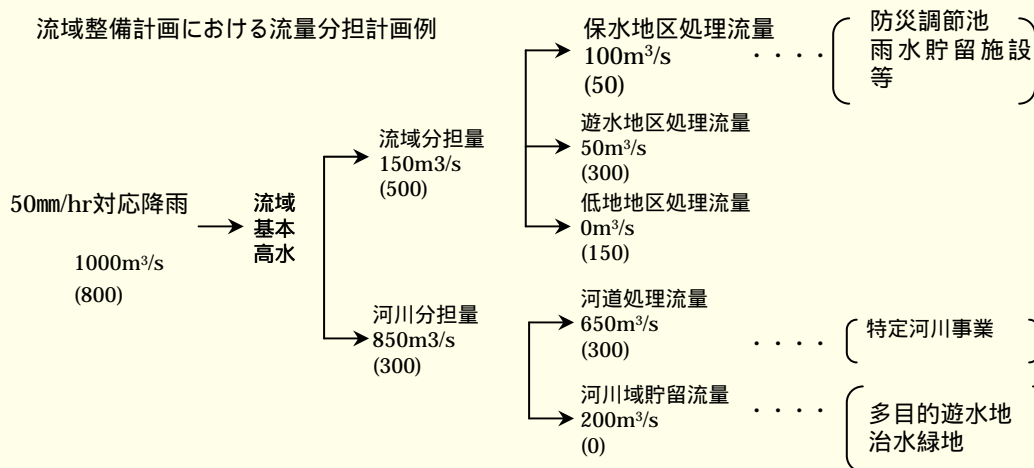 流域整備計画における流量分担計画例
50mm/hr対応降雨
1000m³/s
(800)
流域
基本
高水
流域分担量
150m3/s
(500)
保水地区処理流量
100m³/s
(50)
・・・・
防災調節池
雨水貯留施設
等
遊水地区処理流量
50m³/s
(300)
低地地区処理流量
0m³/s
(150)
河川分担量
850m3/s
(300)
河道処理流量
650m³/s
(300)
・・・・
特定河川事業
河川域貯留流量
200m³/s
(0)
・・・・
多目的遊水地
治水緑地